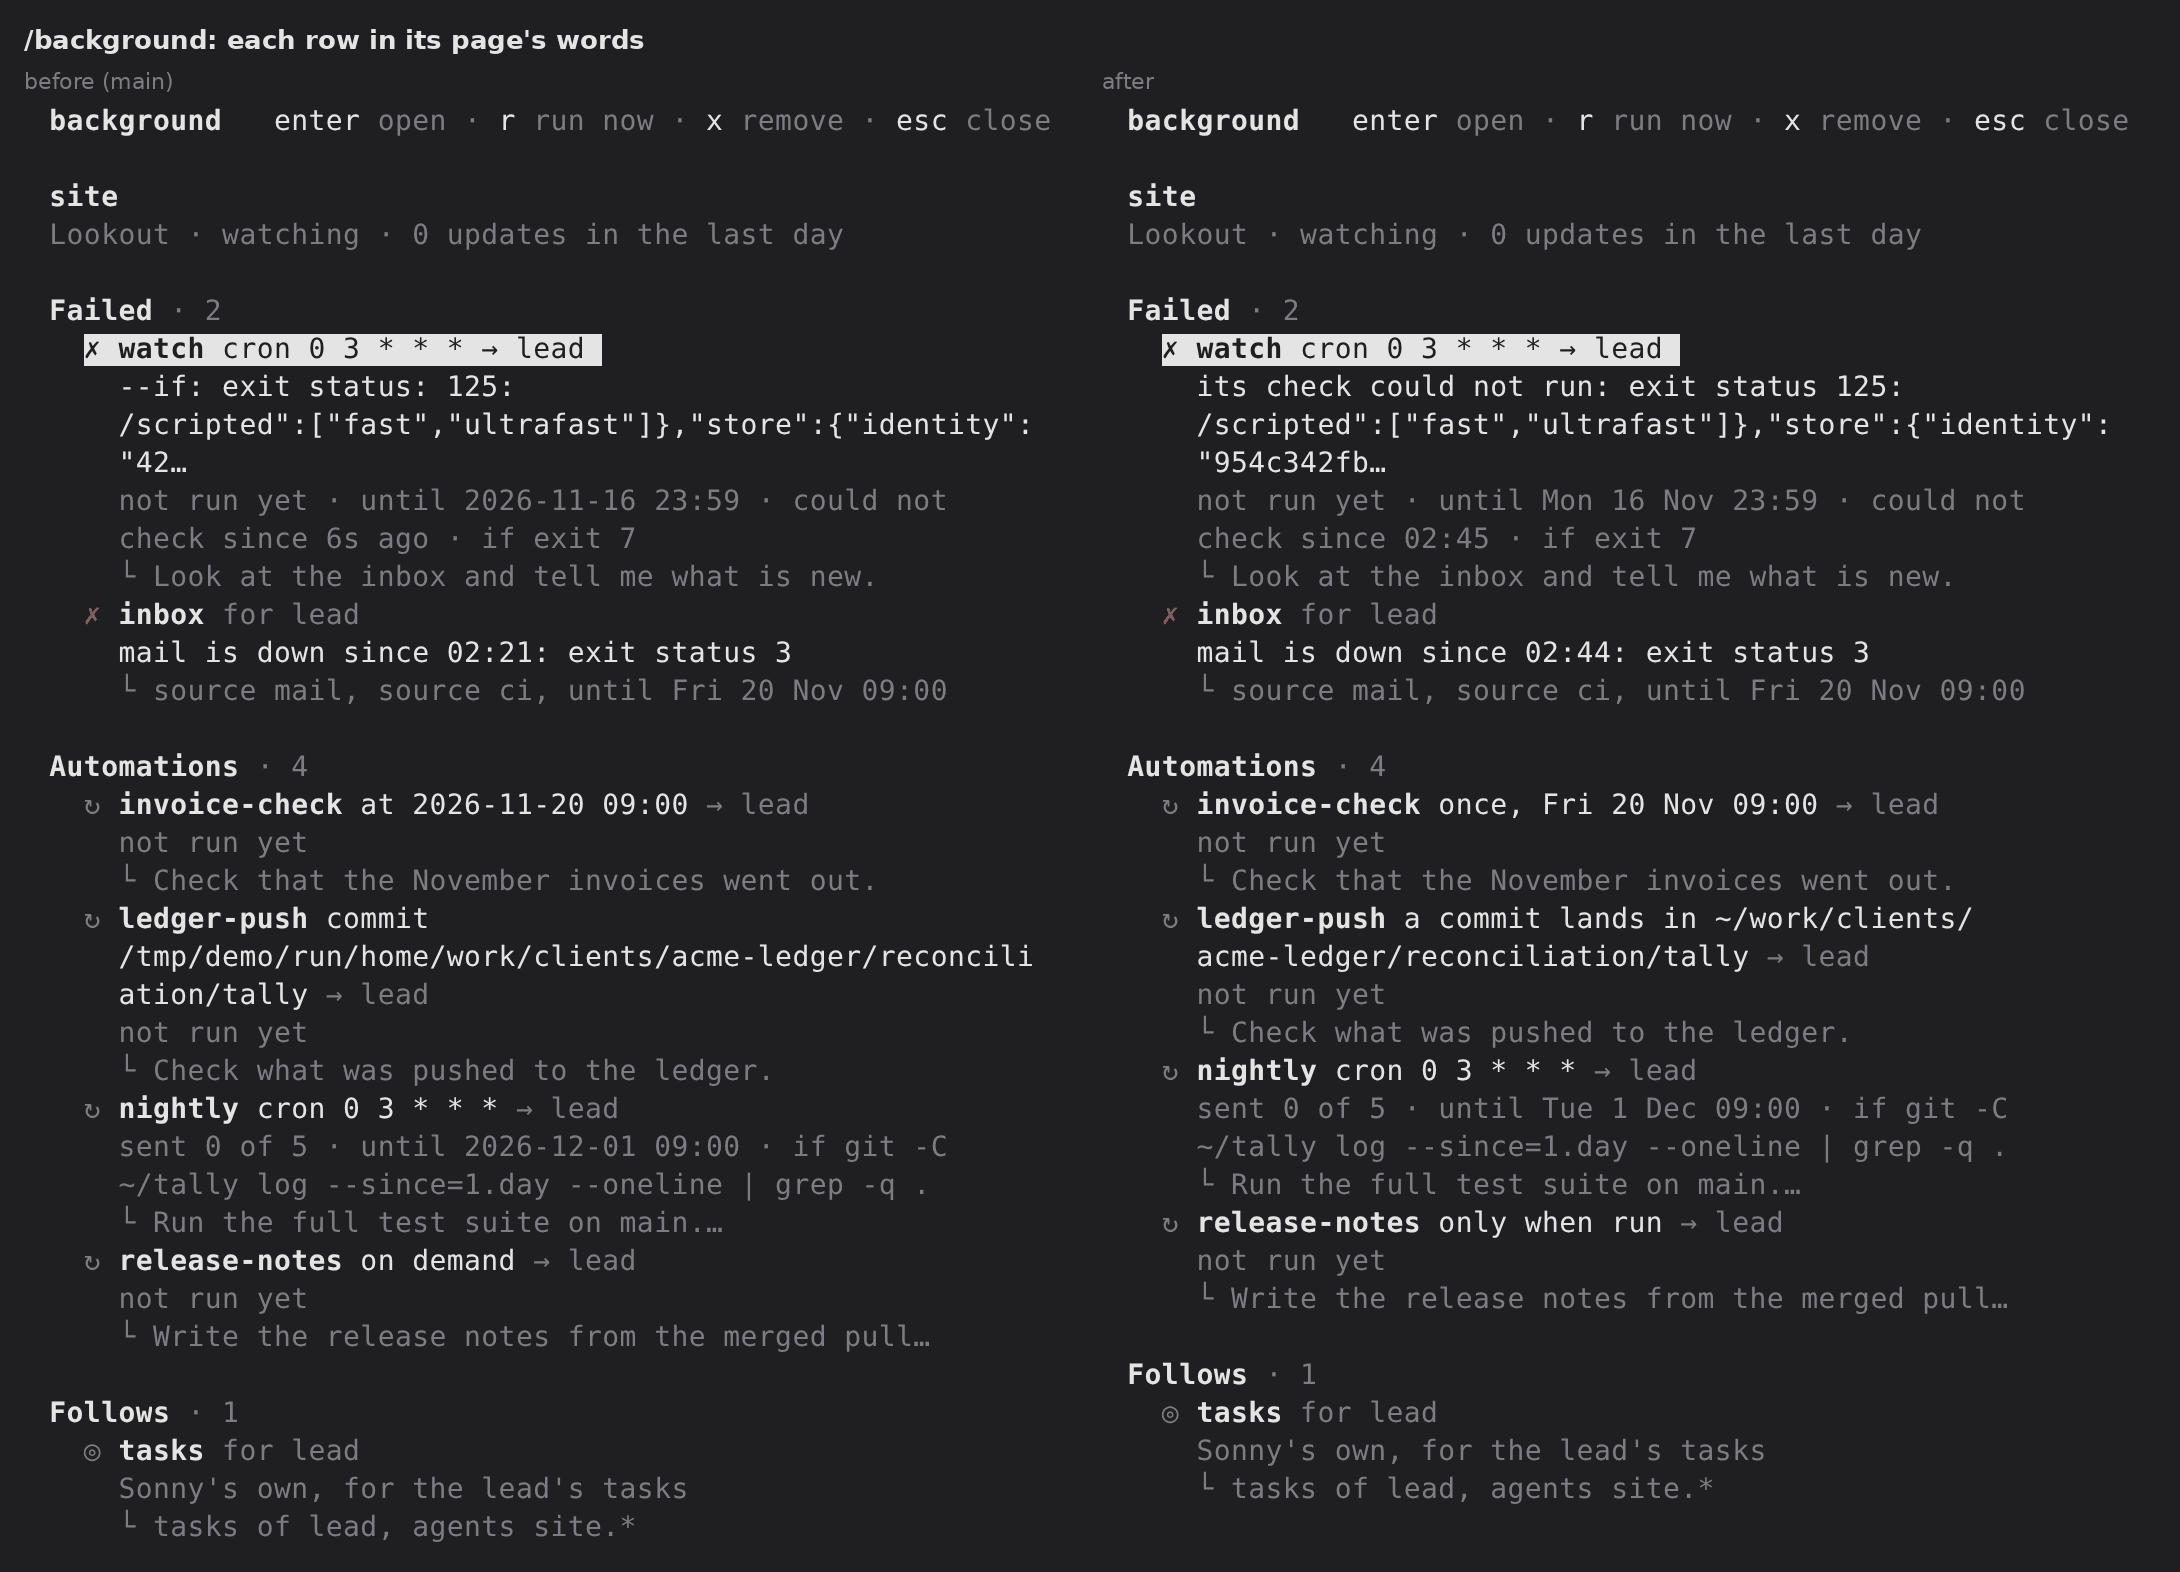 /background: each row in its page's words
before (main)
background   enter open · r run now · x remove · esc close
site
Lookout · watching · 0 updates in the last day
Failed · 2
✗ watch cron 0 3 * * * → lead
--if: exit status: 125:
/scripted":["fast","ultrafast"]},"store":{"identity":
"42…
not run yet · until 2026-11-16 23:59 · could not
check since 6s ago · if exit 7
└ Look at the inbox and tell me what is new.
✗ inbox for lead
mail is down since 02:21: exit status 3
└ source mail, source ci, until Fri 20 Nov 09:00
Automations · 4
↻ invoice-check at 2026-11-20 09:00 → lead
not run yet
└ Check that the November invoices went out.
↻ ledger-push commit
/tmp/demo/run/home/work/clients/acme-ledger/reconcili
ation/tally → lead
not run yet
└ Check what was pushed to the ledger.
↻ nightly cron 0 3 * * * → lead
sent 0 of 5 · until 2026-12-01 09:00 · if git -C
~/tally log --since=1.day --oneline | grep -q .
└ Run the full test suite on main.…
↻ release-notes on demand → lead
not run yet
└ Write the release notes from the merged pull…
Follows · 1
◎ tasks for lead
Sonny's own, for the lead's tasks
└ tasks of lead, agents site.*
after
background   enter open · r run now · x remove · esc close
site
Lookout · watching · 0 updates in the last day
Failed · 2
✗ watch cron 0 3 * * * → lead
its check could not run: exit status 125:
/scripted":["fast","ultrafast"]},"store":{"identity":
"954c342fb…
not run yet · until Mon 16 Nov 23:59 · could not
check since 02:45 · if exit 7
└ Look at the inbox and tell me what is new.
✗ inbox for lead
mail is down since 02:44: exit status 3
└ source mail, source ci, until Fri 20 Nov 09:00
Automations · 4
↻ invoice-check once, Fri 20 Nov 09:00 → lead
not run yet
└ Check that the November invoices went out.
↻ ledger-push a commit lands in ~/work/clients/
acme-ledger/reconciliation/tally → lead
not run yet
└ Check what was pushed to the ledger.
↻ nightly cron 0 3 * * * → lead
sent 0 of 5 · until Tue 1 Dec 09:00 · if git -C
~/tally log --since=1.day --oneline | grep -q .
└ Run the full test suite on main.…
↻ release-notes only when run → lead
not run yet
└ Write the release notes from the merged pull…
Follows · 1
◎ tasks for lead
Sonny's own, for the lead's tasks
└ tasks of lead, agents site.*